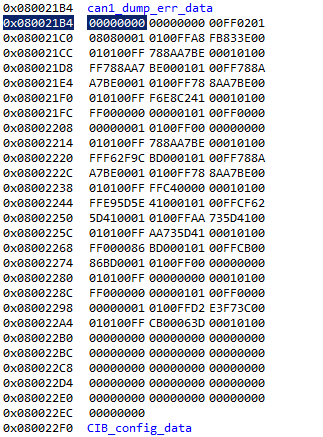 0x080021B4 can1_dump_err_data
0x080021B4 00000000 00000000 00FF0201
0x080021C0 08080001 0100FFA8 FB833E00
0x080021CC 010100FF 788AA7BE 00010100
0x080021D8 FF788AA7 BE000101 00FF788A
0x080021E4 A7BE0001 0100FF78 8AA7BE00
0x080021F0 010100FF F6E8C241 00010100
0x080021FC FF000000 00000101 00FF0000
0x08002208 00000001 0100FF00 00000000
0x08002214 010100FF 788AA7BE 00010100
0x08002220 FFF62F9C BD000101 00FF788A
0x0800222C A7BE0001 0100FF78 8AA7BE00
0x08002238 010100FF FFC40000 00010100
0x08002244 FFE95D5E 41000101 00FFCF62
0x08002250 5D410001 0100FFAA 735D4100
0x0800225C 010100FF AA735D41 00010100
0x08002268 FF000086 BD000101 00FFCB00
0x08002274 86BD0001 0100FF00 00000000
0x08002280 010100FF 00000000 00010100
0x0800228C FF000000 00000101 00FF0000
0x08002298 00000001 0100FFD2 E3F73C00
0x080022A4 010100FF CB00063D 00010100
0x080022B0 00000000 00000000 00000000
0x080022BC 00000000 00000000 00000000
0x080022C8 00000000 00000000 00000000
0x080022D4 00000000 00000000 00000000
0x080022E0 00000000 00000000 00000000
0x080022EC 00000000
0x080022F0 CIB_config_data